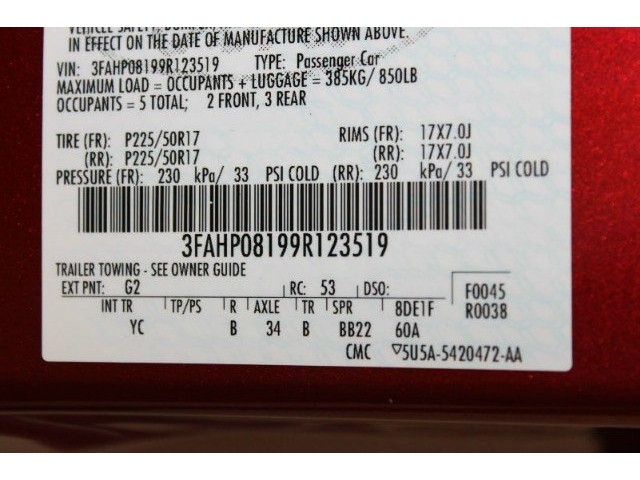 VEHICLE SAFETY,
IN EFFECT ON THE DATE OF MANUFACTURE SHOWN ABOVE.
VIN: 3FAHP08199R123519 TYPE: Passenger Car
MAXIMUM LOAD = OCCUPANTS + LUGGAGE = 385KG/ 850LB
OCCUPANTS = 5 TOTAL; 2 FRONT, 3 REAR
TIRE (FR): P225/50R17 RIMS (FR): 17X7.0J
(RR): P225/50R17 (RR): 17X7.0J
PRESSURE (FR): 230 kPa/ 33 PSI COLD (RR): 230 kPa/ 33 PSI COLD
3FAHP08199R123519
TRAILER TOWING - SEE OWNER GUIDE
EXT PNT: G2 RC: 53 DSO: F0045
INT TR TP/PS R AXLE TR SPR 8DE1F R0038
YC B 34 B BB22 60A
CMC ▽5U5A-5420472-AA